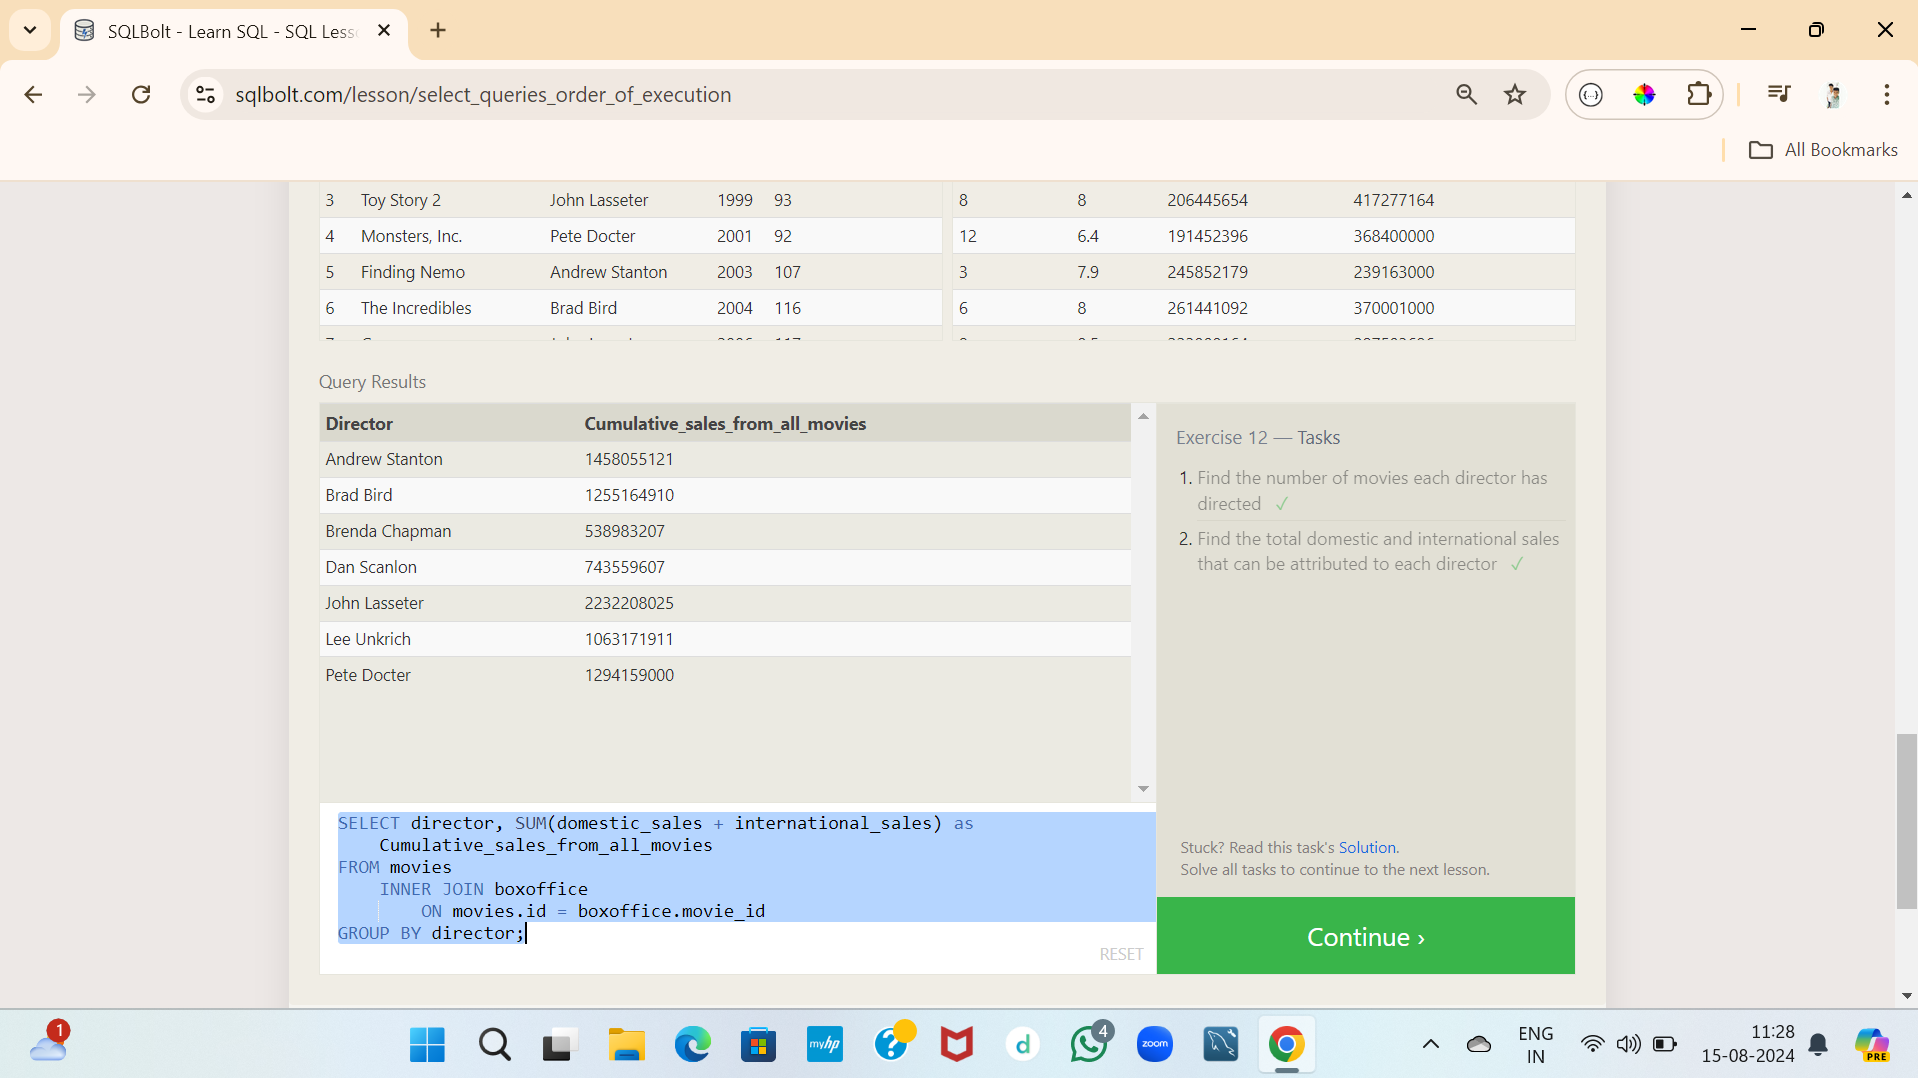 SQLBolt - Learn SQL - SQL Less
sqlbolt.com/lesson/select_queries_order_of_execution
All Bookmarks
3 Toy Story 2 John Lasseter 1999 93 8 8 206445654 417277164
4 Monsters, Inc. Pete Docter 2001 92 12 6.4 191452396 368400000
5 Finding Nemo Andrew Stanton 2003 107 3 7.9 245852179 239163000
6 The Incredibles Brad Bird 2004 116 6 8 261441092 370001000
Query Results
Director Cumulative_sales_from_all_movies
Andrew Stanton 1458055121
Brad Bird 1255164910
Brenda Chapman 538983207
Dan Scanlon 743559607
John Lasseter 2232208025
Lee Unkrich 1063171911
Pete Docter 1294159000
Exercise 12 — Tasks
1. Find the number of movies each director has
directed ✓
2. Find the total domestic and international sales
that can be attributed to each director ✓
SELECT director, SUM(domestic_sales + international_sales) as
Cumulative_sales_from_all_movies
FROM movies
INNER JOIN boxoffice
ON movies.id = boxoffice.movie_id
GROUP BY director;
RESET
Stuck? Read this task's Solution.
Solve all tasks to continue to the next lesson.
Continue ›
1
myhp
?
d
4
zoom
ENG
IN
11:28
15-08-2024
PRE